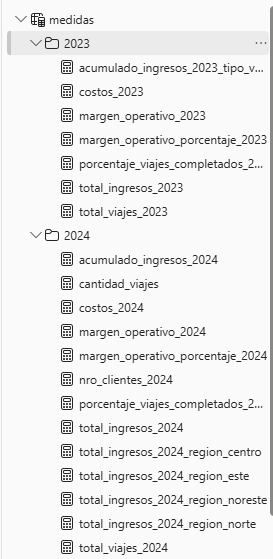 medidas
2023
acumulado_ingresos_2023_tipo_v...
costos_2023
margen_operativo_2023
margen_operativo_porcentaje_2023
porcentaje_viajes_completados_2...
total_ingresos_2023
total_viajes_2023
2024
acumulado_ingresos_2024
cantidad_viajes
costos_2024
margen_operativo_2024
margen_operativo_porcentaje_2024
nro_clientes_2024
porcentaje_viajes_completados_2...
total_ingresos_2024
total_ingresos_2024_region_centro
total_ingresos_2024_region_este
total_ingresos_2024_region_noreste
total_ingresos_2024_region_norte
total_viajes_2024